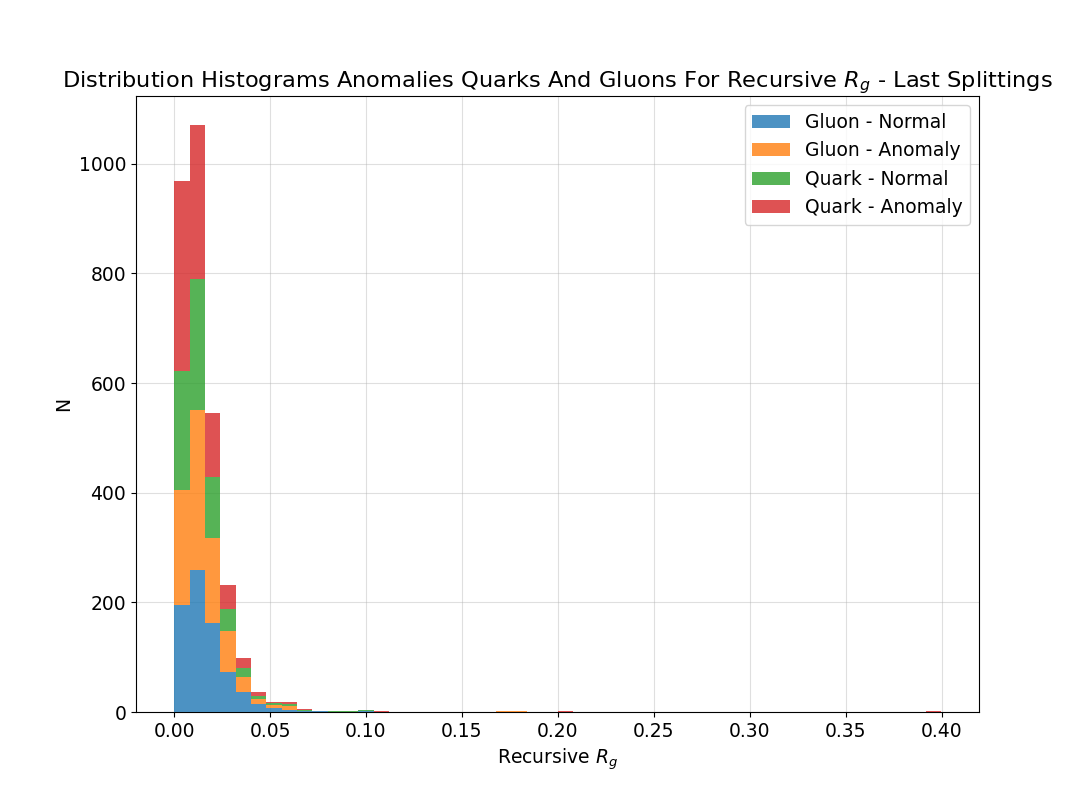 Distribution Histograms Anomalies Quarks And Gluons For Recursive R_g - Last Splittings
Gluon - Normal
Gluon - Anomaly
Quark - Normal
Quark - Anomaly
1000
800
600
400
200
0
N
0.00 0.05 0.10 0.15 0.20 0.25 0.30 0.35 0.40
Recursive R_g